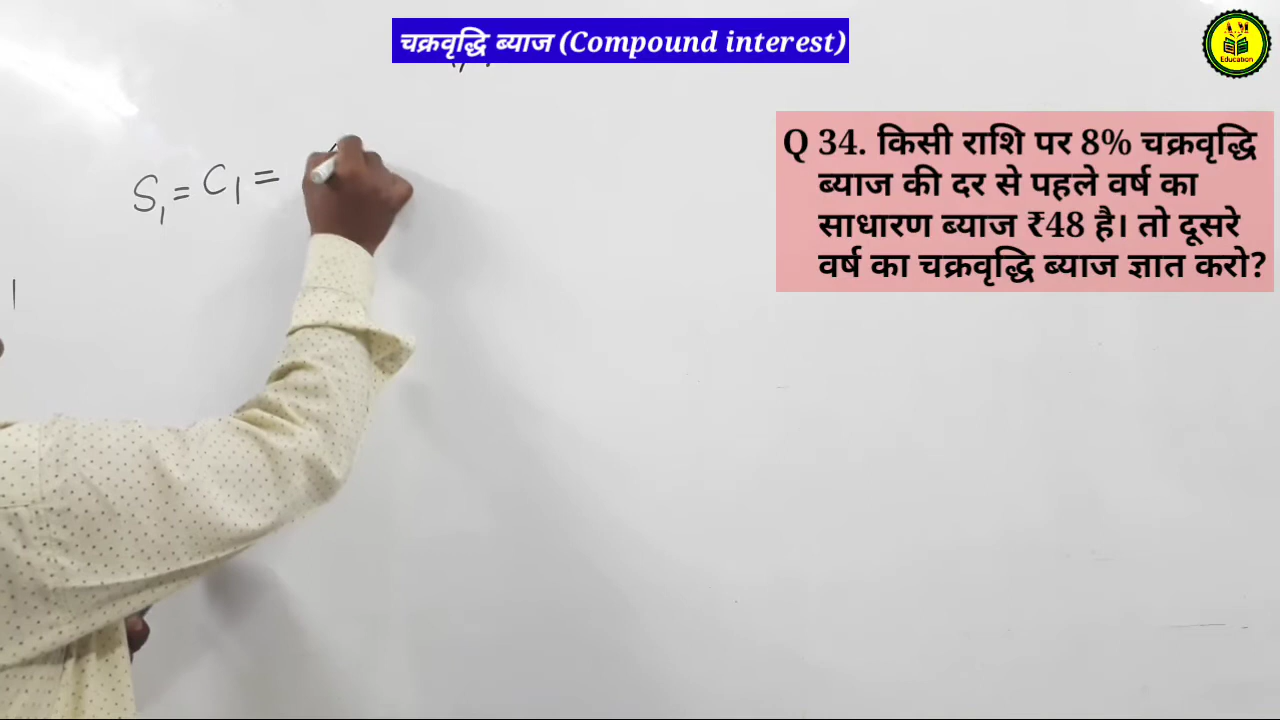 चक्रवृद्धि ब्याज (Compound interest)
Education
Q 34. किसी राशि पर 8% चक्रवृद्धि
ब्याज की दर से पहले वर्ष का
साधारण ब्याज ₹48 है। तो दूसरे
वर्ष का चक्रवृद्धि ब्याज ज्ञात करो?
S₁ = C₁ =